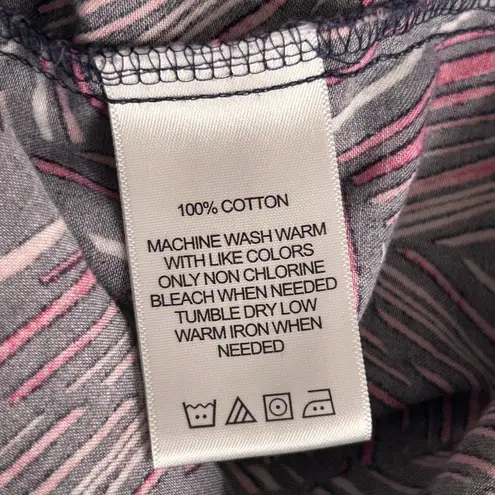 100% COTTON
MACHINE WASH WARM
WITH LIKE COLORS
ONLY NON CHLORINE
BLEACH WHEN NEEDED
TUMBLE DRY LOW
WARM IRON WHEN
NEEDED